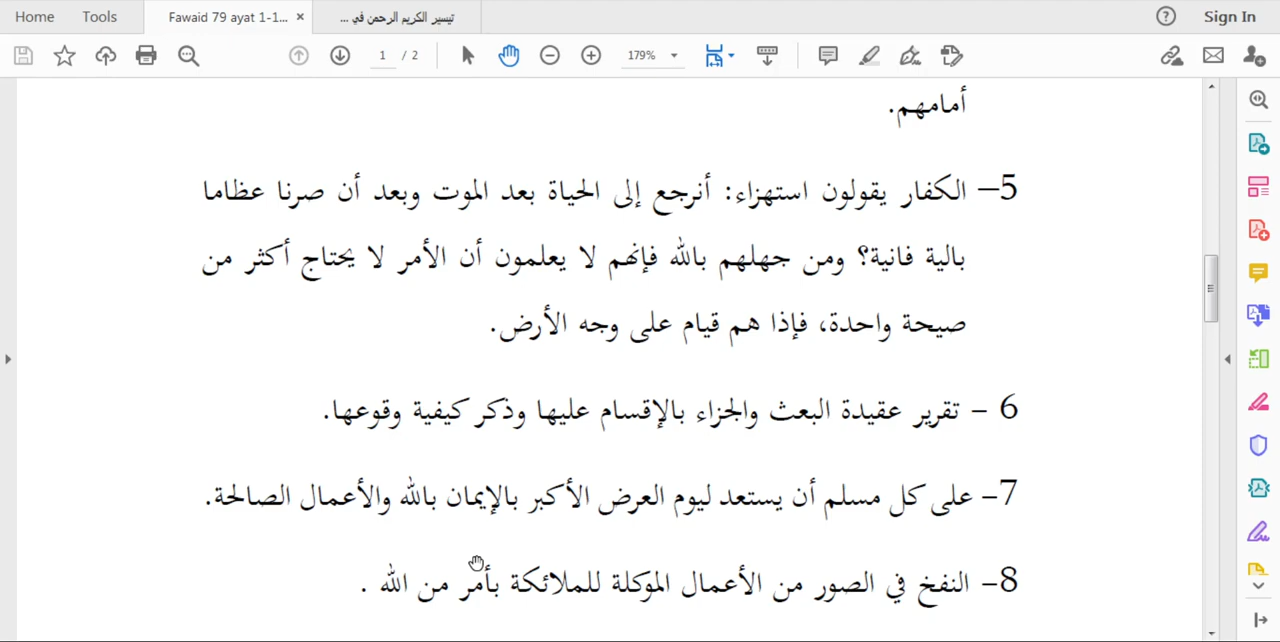 Home Tools Fawaid 79 ayat 1-1... × تيسير الكريم الرحمن في ... Sign In
1 / 2 179%
أمامهم.
5– الكفار يقولون استهزاء: أنرجع إلى الحياة بعد الموت وبعد أن صرنا عظاما
بالية فانية؟ ومن جهلهم بالله فإنهم لا يعلمون أن الأمر لا يحتاج أكثر من
صيحة واحدة، فإذا هم قيام على وجه الأرض.
6 – تقرير عقيدة البعث والجزاء بالإقسام عليها وذكر كيفية وقوعها.
7– على كل مسلم أن يستعد ليوم العرض الأكبر بالإيمان بالله والأعمال الصالحة.
8– النفخ في الصور من الأعمال الموكلة للملائكة بأمر من الله .